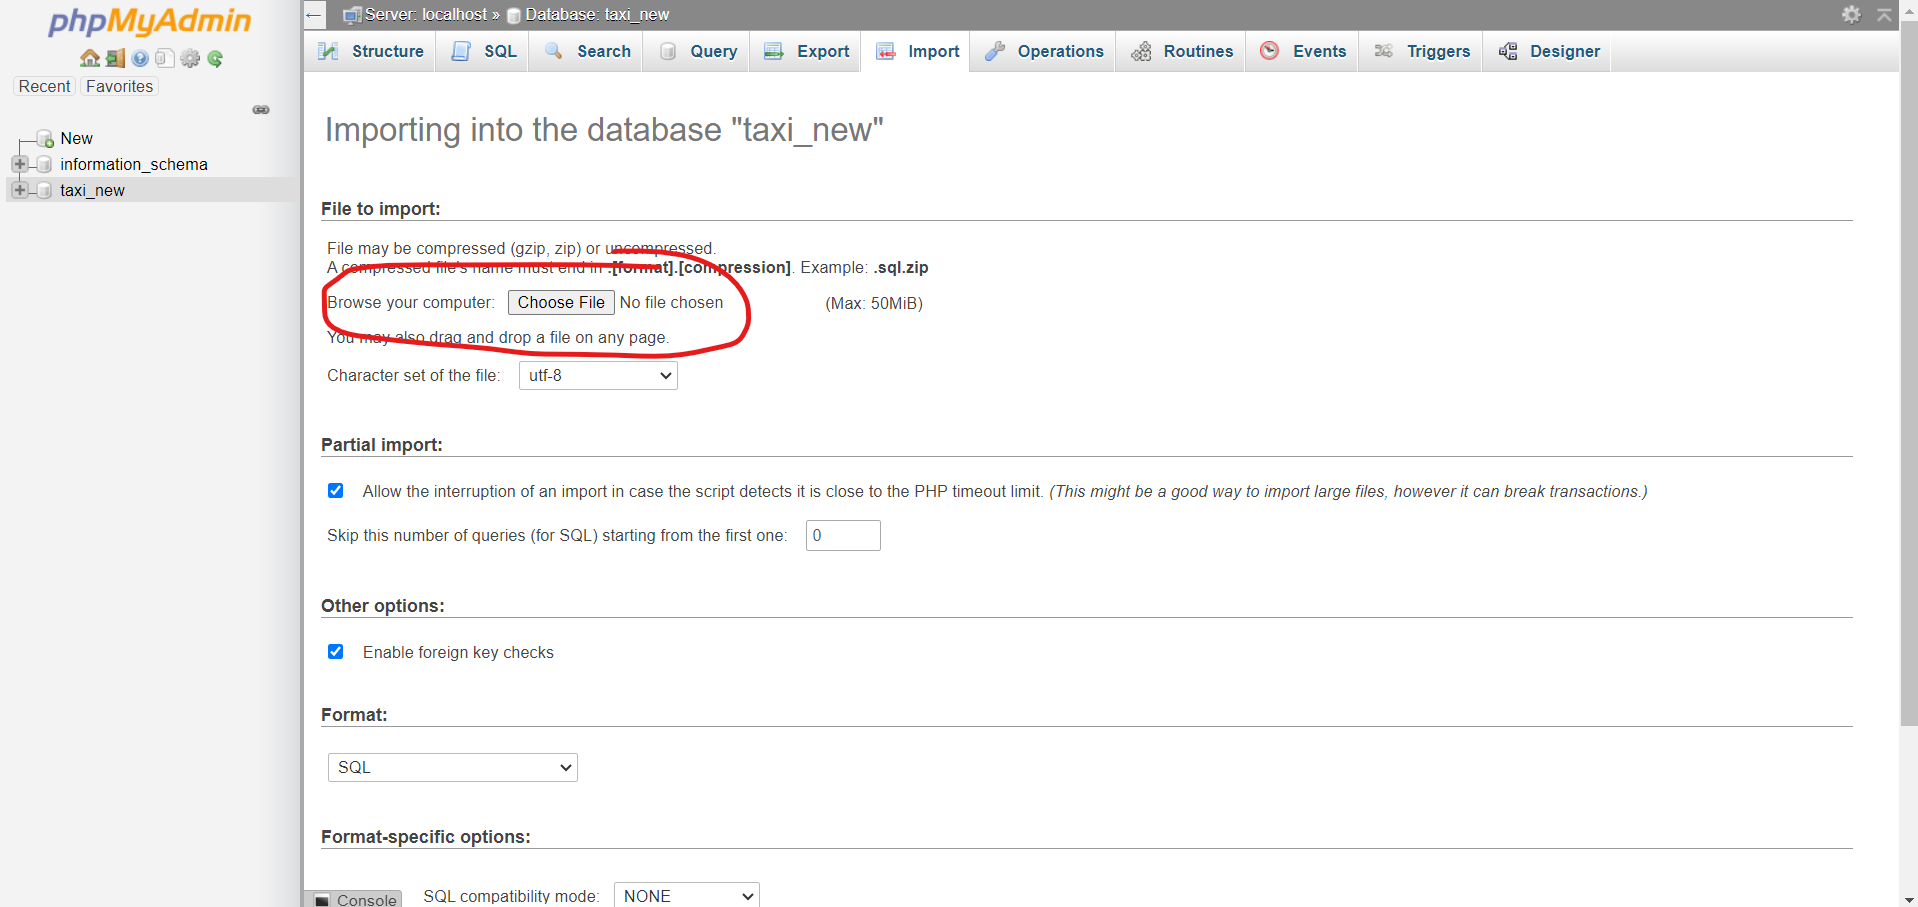 phpMyAdmin
Recent Favorites
New
information_schema
taxi_new
Server: localhost » Database: taxi_new
Structure SQL Search Query Export Import Operations Routines Events Triggers Designer
Importing into the database "taxi_new"
File to import:
File may be compressed (gzip, zip) or uncompressed.
A compressed file's name must end in .[format].[compression]. Example: .sql.zip
Browse your computer: Choose File No file chosen (Max: 50MiB)
You may also drag and drop a file on any page.
Character set of the file: utf-8
Partial import:
Allow the interruption of an import in case the script detects it is close to the PHP timeout limit. (This might be a good way to import large files, however it can break transactions.)
Skip this number of queries (for SQL) starting from the first one: 0
Other options:
Enable foreign key checks
Format:
SQL
Format-specific options:
SQL compatibility mode: NONE
Console